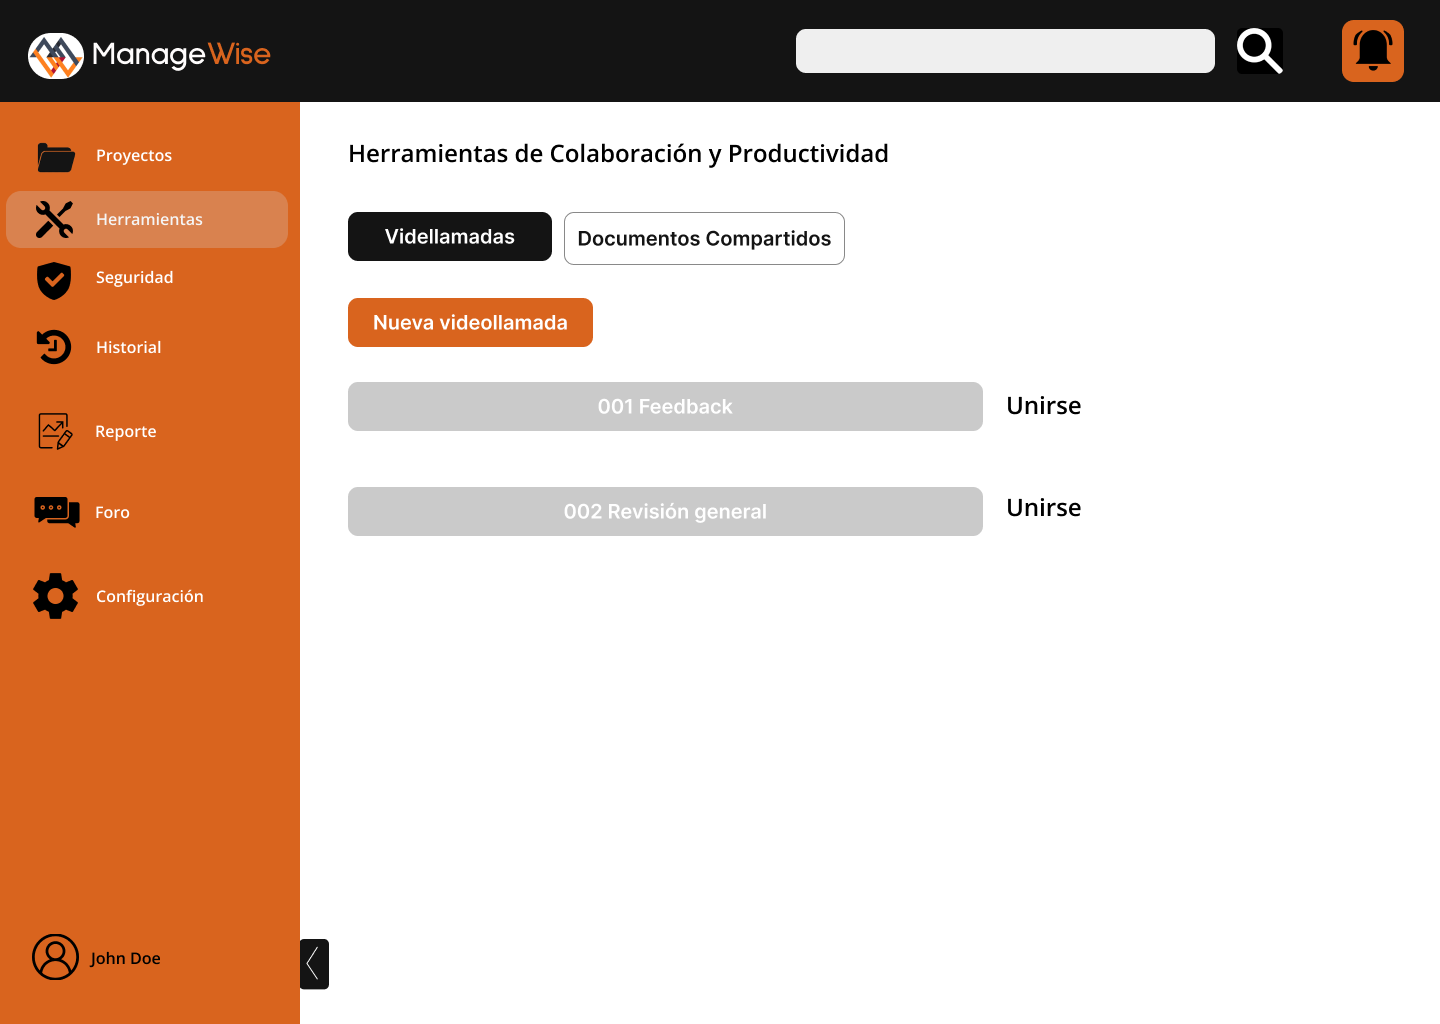 ManageWise
Proyectos
Herramientas
Seguridad
Historial
Reporte
Foro
Configuración
John Doe
Herramientas de Colaboración y Productividad
Videllamadas
Documentos Compartidos
Nueva videollamada
001 Feedback
Unirse
002 Revisión general
Unirse